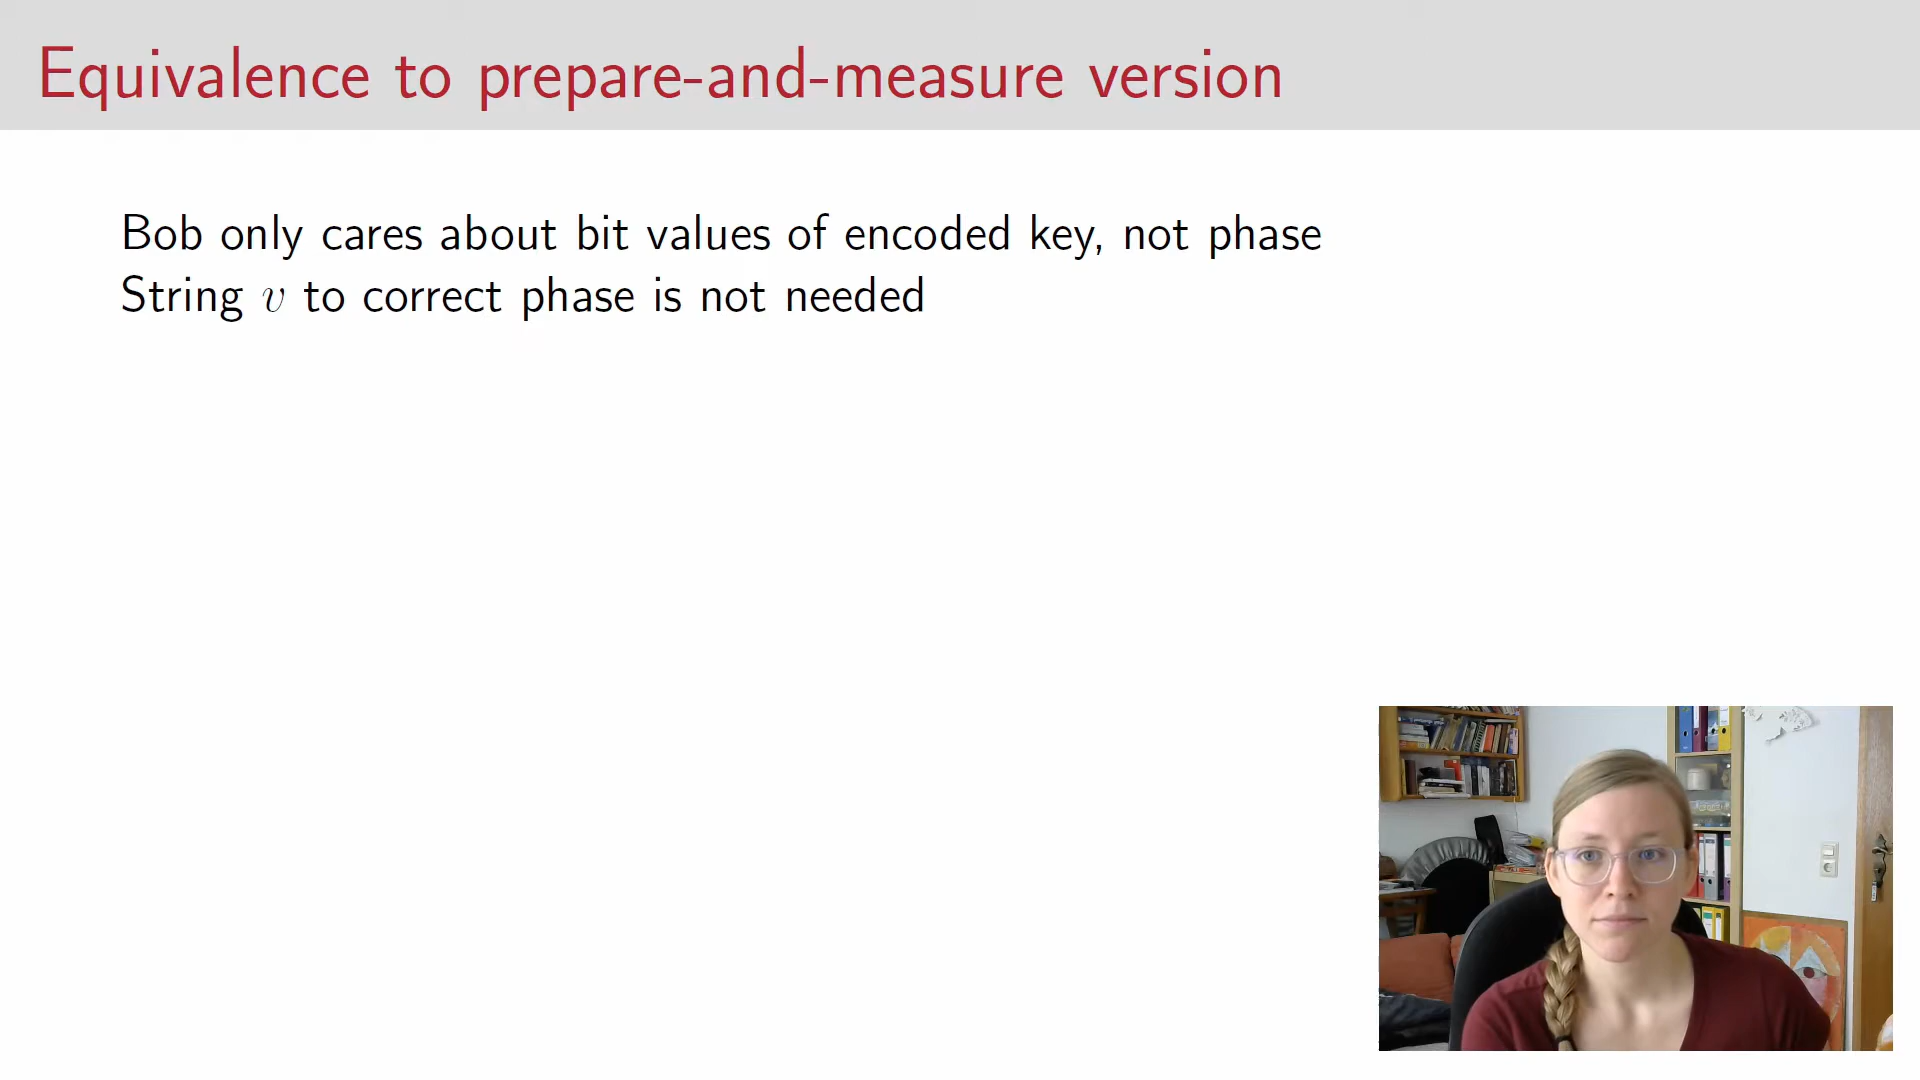 Equivalence to prepare-and-measure version
Bob only cares about bit values of encoded key, not phase
String v to correct phase is not needed